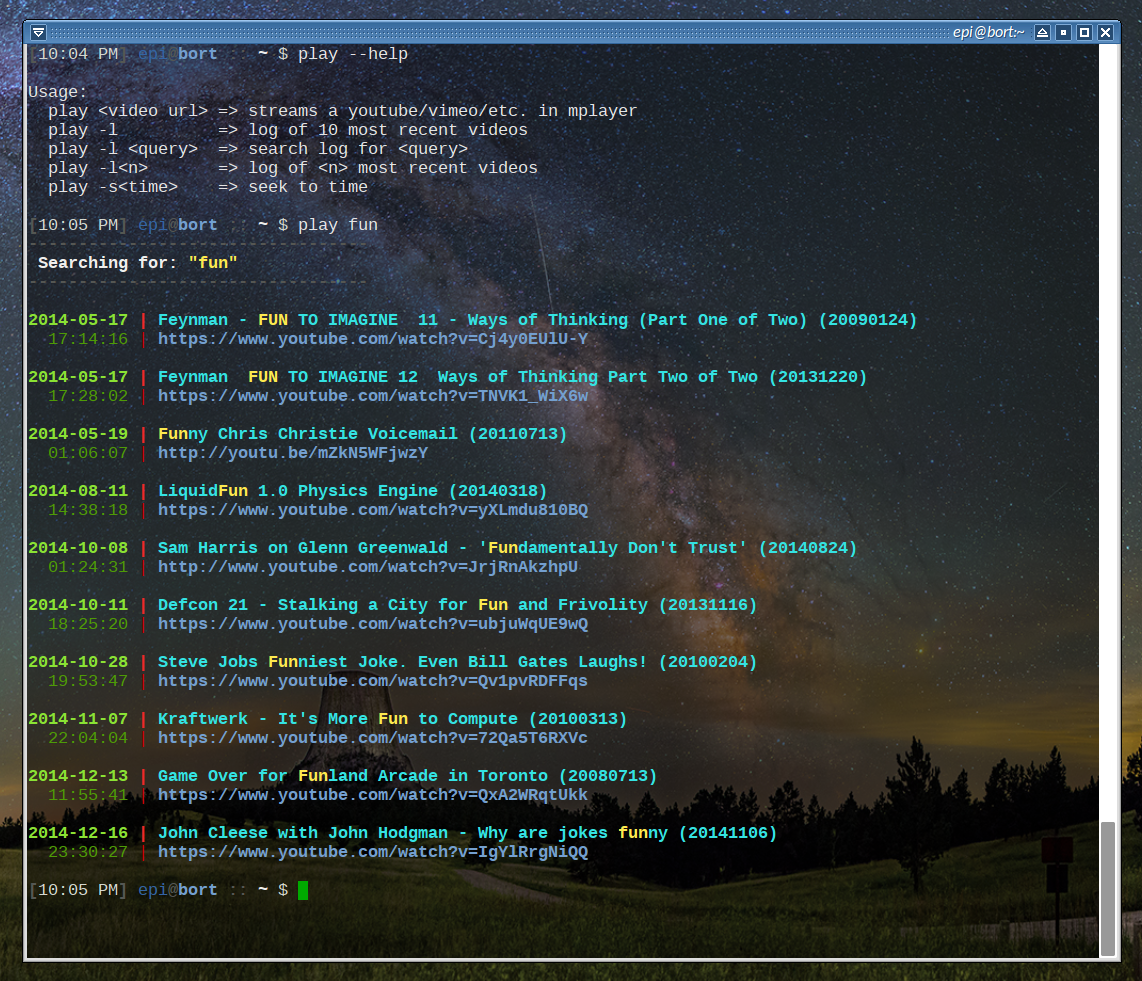 epi@bort:~
[10:04 PM] epi@bort :: ~ $ play --help
Usage:
play <video url> => streams a youtube/vimeo/etc. in mplayer
play -l => log of 10 most recent videos
play -l <query> => search log for <query>
play -l<n> => log of <n> most recent videos
play -s<time> => seek to time
[10:05 PM] epi@bort :: ~ $ play fun
----------------------------------
Searching for: "fun"
----------------------------------
2014-05-17 | Feynman - FUN TO IMAGINE  11 - Ways of Thinking (Part One of Two) (20090124)
17:14:16 | https://www.youtube.com/watch?v=Cj4y0EUlU-Y
2014-05-17 | Feynman  FUN TO IMAGINE 12  Ways of Thinking Part Two of Two (20131220)
17:28:02 | https://www.youtube.com/watch?v=TNVK1_WiX6w
2014-05-19 | Funny Chris Christie Voicemail (20110713)
01:06:07 | http://youtu.be/mZkN5WFjwzY
2014-08-11 | LiquidFun 1.0 Physics Engine (20140318)
14:38:18 | https://www.youtube.com/watch?v=yXLmdu810BQ
2014-10-08 | Sam Harris on Glenn Greenwald - 'Fundamentally Don't Trust' (20140824)
01:24:31 | http://www.youtube.com/watch?v=JrjRnAkzhpU
2014-10-11 | Defcon 21 - Stalking a City for Fun and Frivolity (20131116)
18:25:20 | https://www.youtube.com/watch?v=ubjuWqUE9wQ
2014-10-28 | Steve Jobs Funniest Joke. Even Bill Gates Laughs! (20100204)
19:53:47 | https://www.youtube.com/watch?v=Qv1pvRDFFqs
2014-11-07 | Kraftwerk - It's More Fun to Compute (20100313)
22:04:04 | https://www.youtube.com/watch?v=72Qa5T6RXVc
2014-12-13 | Game Over for Funland Arcade in Toronto (20080713)
11:55:41 | https://www.youtube.com/watch?v=QxA2WRqtUkk
2014-12-16 | John Cleese with John Hodgman - Why are jokes funny (20141106)
23:30:27 | https://www.youtube.com/watch?v=IgYlRrgNiQQ
[10:05 PM] epi@bort :: ~ $